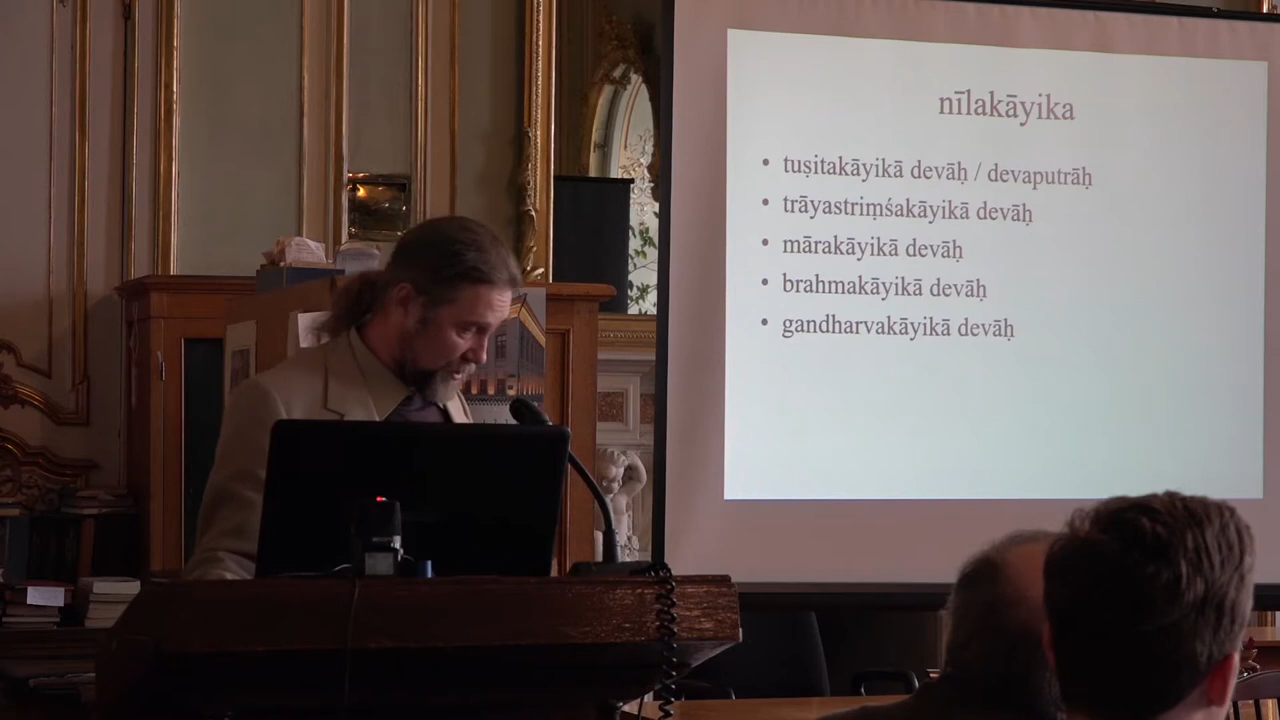 nīlakāyika
• tuṣitakāyikā devāḥ / devaputrāḥ
• trāyastriṃśakāyikā devāḥ
• mārakāyikā devāḥ
• brahmakāyikā devāḥ
• gandharvakāyikā devāḥ